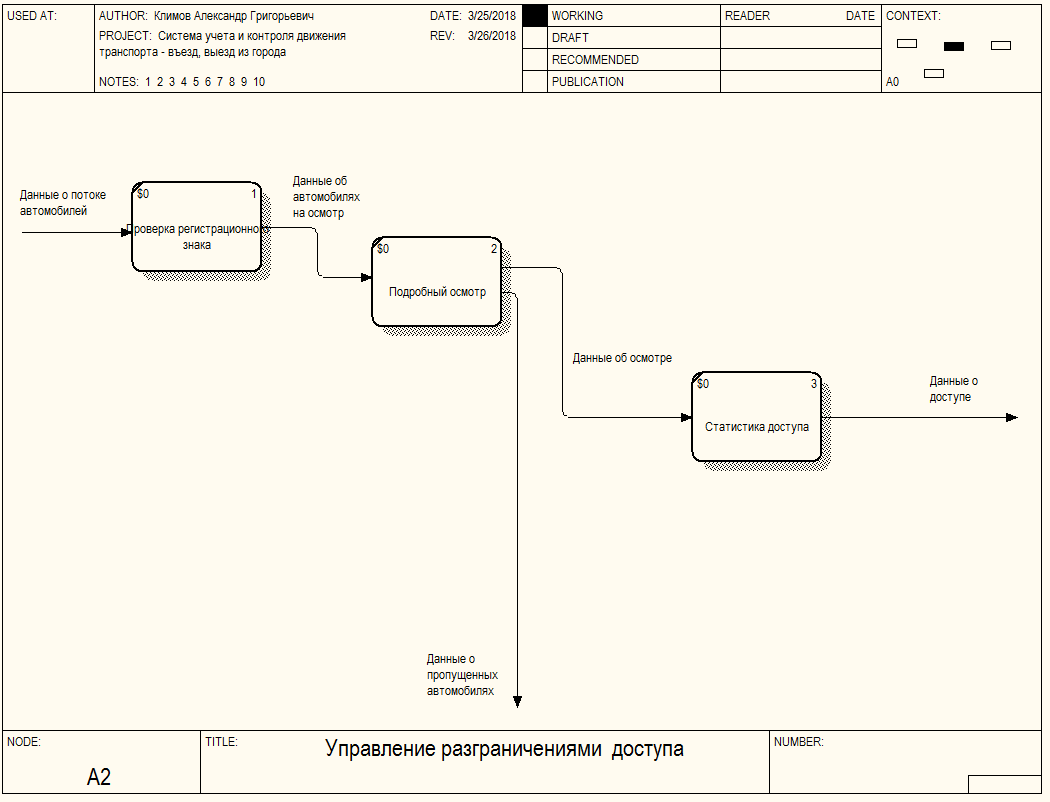 USED AT:
AUTHOR: Климов Александр Григорьевич
DATE: 3/25/2018
PROJECT: Система учета и контроля движения
транспорта - въезд, выезд из города
REV: 3/26/2018
NOTES: 1 2 3 4 5 6 7 8 9 10
WORKING
DRAFT
RECOMMENDED
PUBLICATION
READER DATE
CONTEXT:
A0
Данные о потоке
автомобилей
$0 1
Проверка регистрационно
знака
Данные об
автомобилях
на осмотр
$0 2
Подробный осмотр
Данные об осмотре
$0 3
Статистика доступа
Данные о
доступе
Данные о
пропущенных
автомобилях
NODE:
A2
TITLE:
Управление разграничениями доступа
NUMBER: